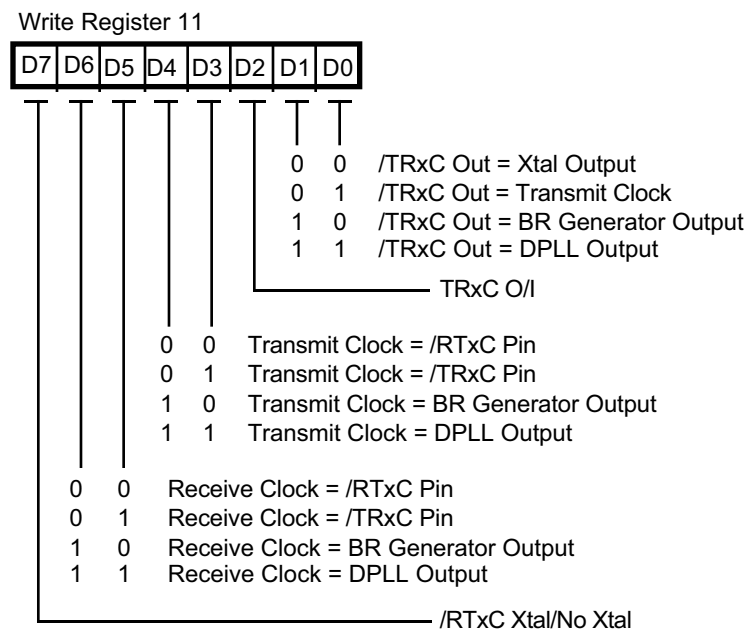 Write Register 11
D7 D6 D5 D4 D3 D2 D1 D0
0 0 /TRxC Out = Xtal Output
0 1 /TRxC Out = Transmit Clock
1 0 /TRxC Out = BR Generator Output
1 1 /TRxC Out = DPLL Output
TRxC O/I
0 0 Transmit Clock = /RTxC Pin
0 1 Transmit Clock = /TRxC Pin
1 0 Transmit Clock = BR Generator Output
1 1 Transmit Clock = DPLL Output
0 0 Receive Clock = /RTxC Pin
0 1 Receive Clock = /TRxC Pin
1 0 Receive Clock = BR Generator Output
1 1 Receive Clock = DPLL Output
/RTxC Xtal/No Xtal